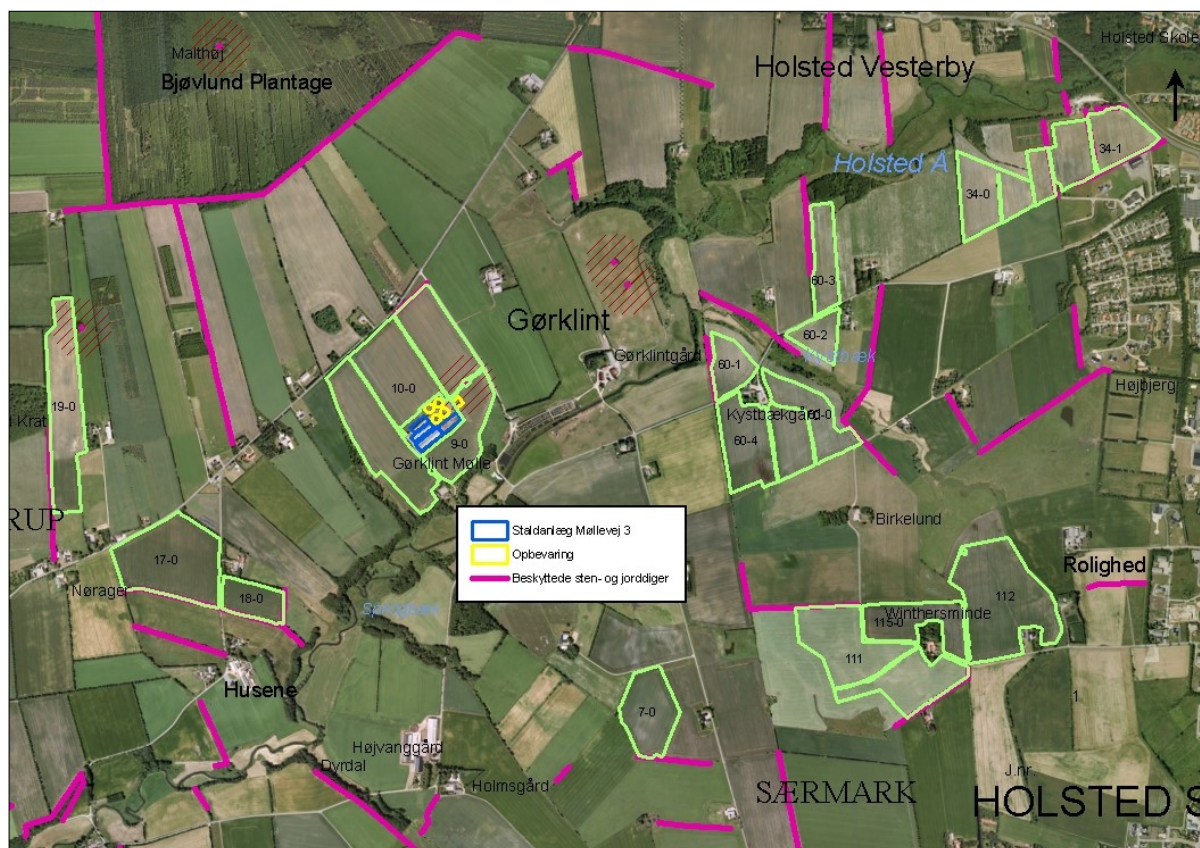 Holsted Skole
Malthøj
Bjøvlund Plantage
Holsted Vesterby
34-1
Holsted Å
34-0
60-3
Gørklint
60-2
Gørklintgård
60-1
10-0
Højbjerg
19-0
Kystbækgård
60-4
9-0
Gørklint Mølle
RUP
Staldanlæg Møllevej 3
Opbevaring
Beskyttede sten- og jorddiger
Birkelund
17-0
Rolighed
Nørager
18-0
112
Winthersminde
115-0
111
Husene
7-0
1
Højvanggård
Dyrdal
Holmsgård
J.nr.
SÆRMARK
HOLSTED S